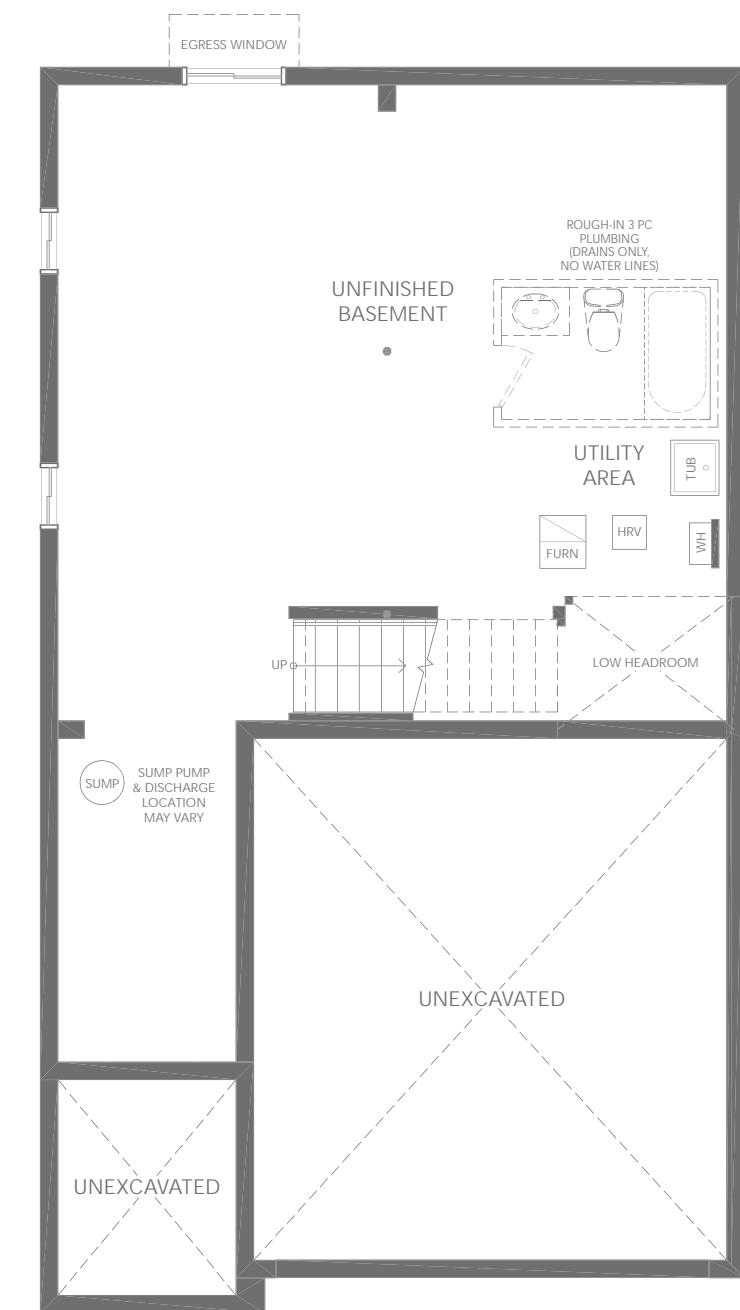 EGRESS WINDOW
ROUGH-IN 3 PC
PLUMBING
(DRAINS ONLY,
NO WATER LINES)
UNFINISHED
BASEMENT
UTILITY
AREA
TUB
FURN
HRV
WH
UP
LOW HEADROOM
SUMP
SUMP PUMP
& DISCHARGE
LOCATION
MAY VARY
UNEXCAVATED
UNEXCAVATED